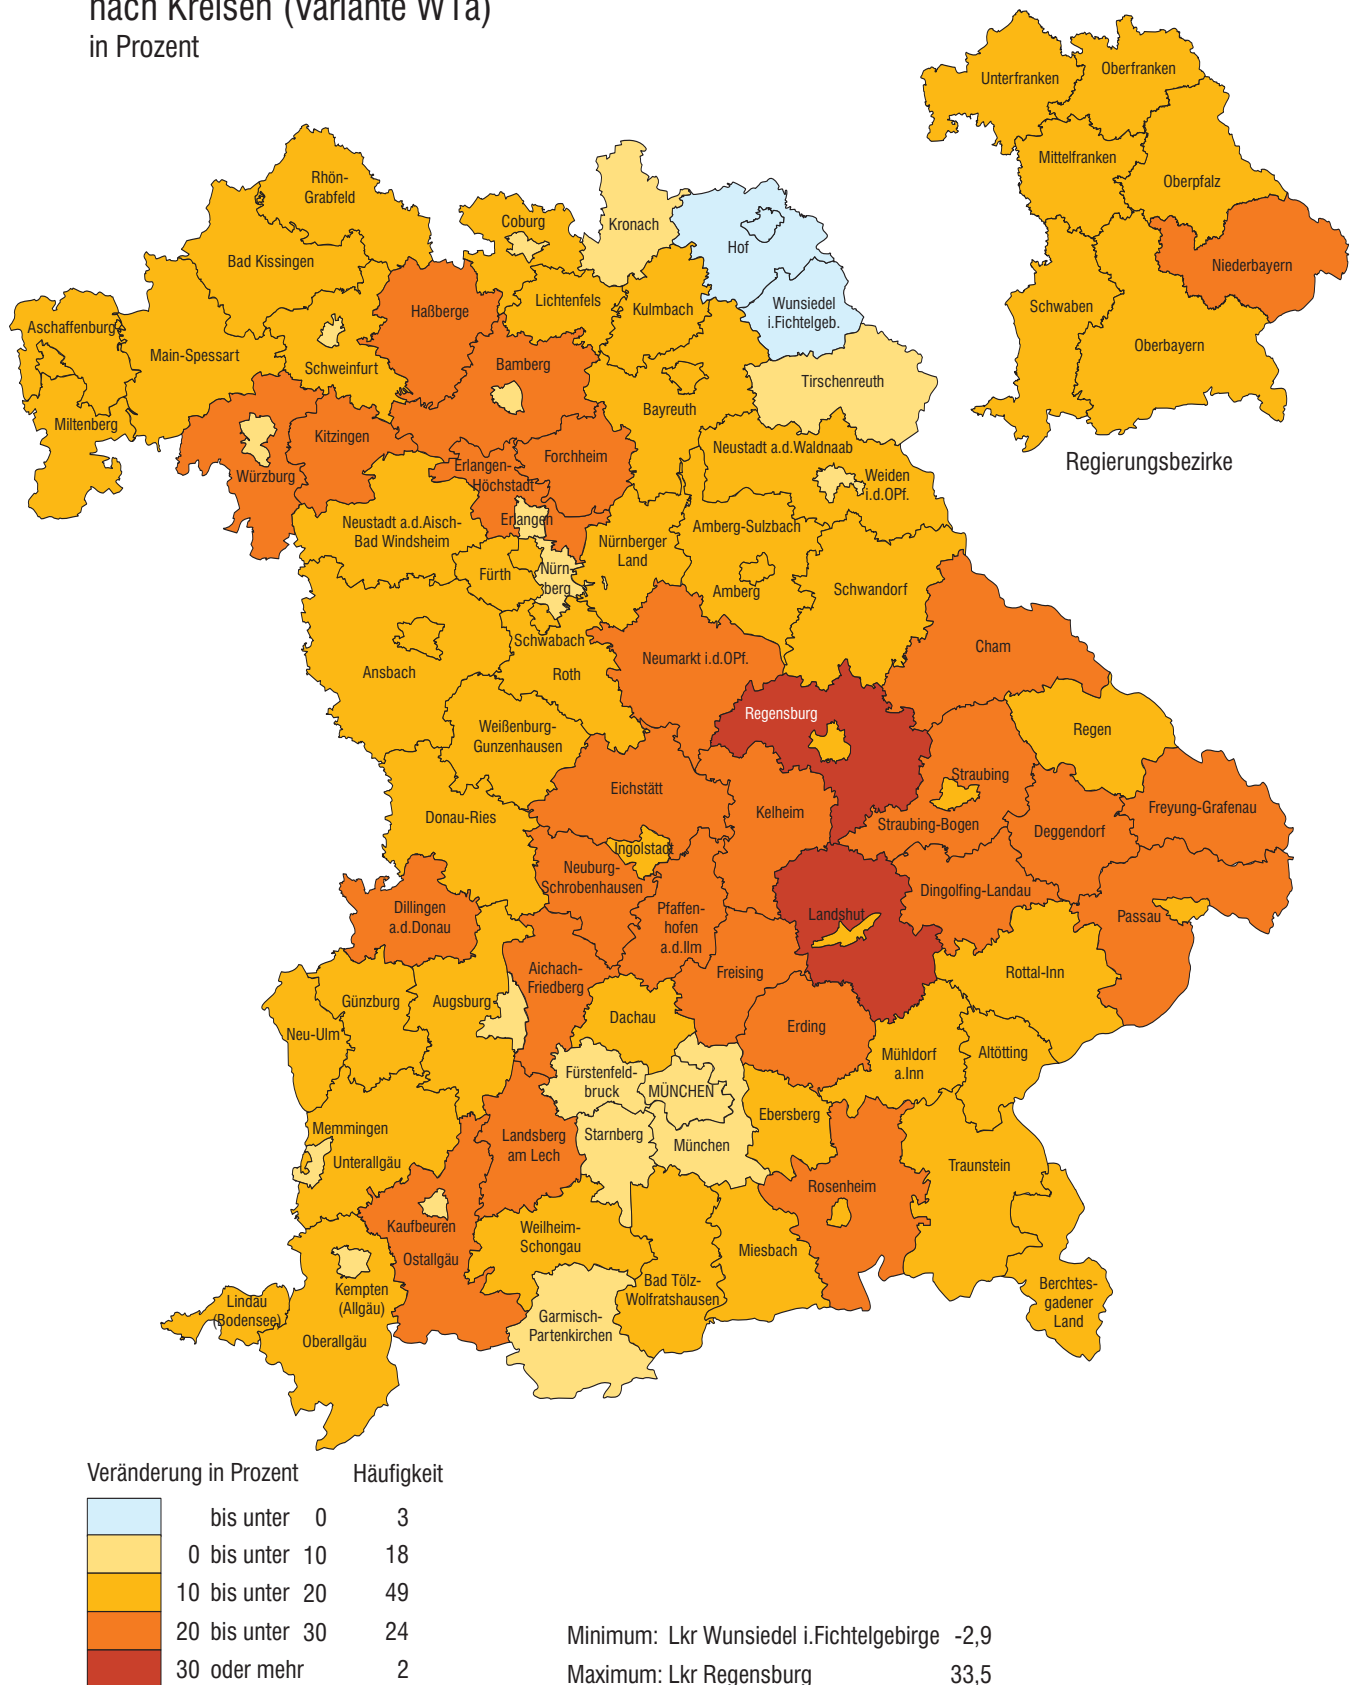 nach Kreisen (Variante W1a)
in Prozent
Unterfranken
Oberfranken
Mittelfranken
Oberpfalz
Niederbayern
Schwaben
Oberbayern
Regierungsbezirke
Rhön-
Grabfeld
Coburg
Kronach
Hof
Bad Kissingen
Wunsiedel
i.Fichtelgeb.
Lichtenfels
Kulmbach
Haßberge
Aschaffenburg
Main-Spessart
Schweinfurt
Bamberg
Tirschenreuth
Bayreuth
Miltenberg
Kitzingen
Würzburg
Neustadt a.d.Waldnaab
Forchheim
Erlangen-
Höchstadt
Weiden
i.d.OPf.
Erlangen
Neustadt a.d.Aisch-
Bad Windsheim
Amberg-Sulzbach
Nürnberger
Land
Fürth
Nürn-
berg
Amberg
Schwandorf
Schwabach
Roth
Ansbach
Neumarkt i.d.OPf.
Cham
Regensburg
Weißenburg-
Gunzenhausen
Regen
Straubing
Eichstätt
Kelheim
Straubing-Bogen
Deggendorf
Freyung-Grafenau
Donau-Ries
Ingolstadt
Neuburg-
Schrobenhausen
Dingolfing-Landau
Dillingen
a.d.Donau
Pfaffen-
hofen
a.d.Ilm
Landshut
Passau
Aichach-
Friedberg
Freising
Rottal-Inn
Günzburg
Augsburg
Dachau
Erding
Neu-Ulm
Mühldorf
a.Inn
Altötting
Fürstenfeld-
bruck
MÜNCHEN
Ebersberg
Memmingen
Unterallgäu
Landsberg
am Lech
Starnberg
München
Traunstein
Rosenheim
Kaufbeuren
Ostallgäu
Weilheim-
Schongau
Miesbach
Bad Tölz-
Wolfratshausen
Kempten
(Allgäu)
Lindau
(Bodensee)
Oberallgäu
Garmisch-
Partenkirchen
Berchtes-
gadener
Land
Veränderung in Prozent Häufigkeit
bis unter 0 3
0 bis unter 10 18
10 bis unter 20 49
20 bis unter 30 24
30 oder mehr 2
Minimum: Lkr Wunsiedel i.Fichtelgebirge -2,9
Maximum: Lkr Regensburg 33,5